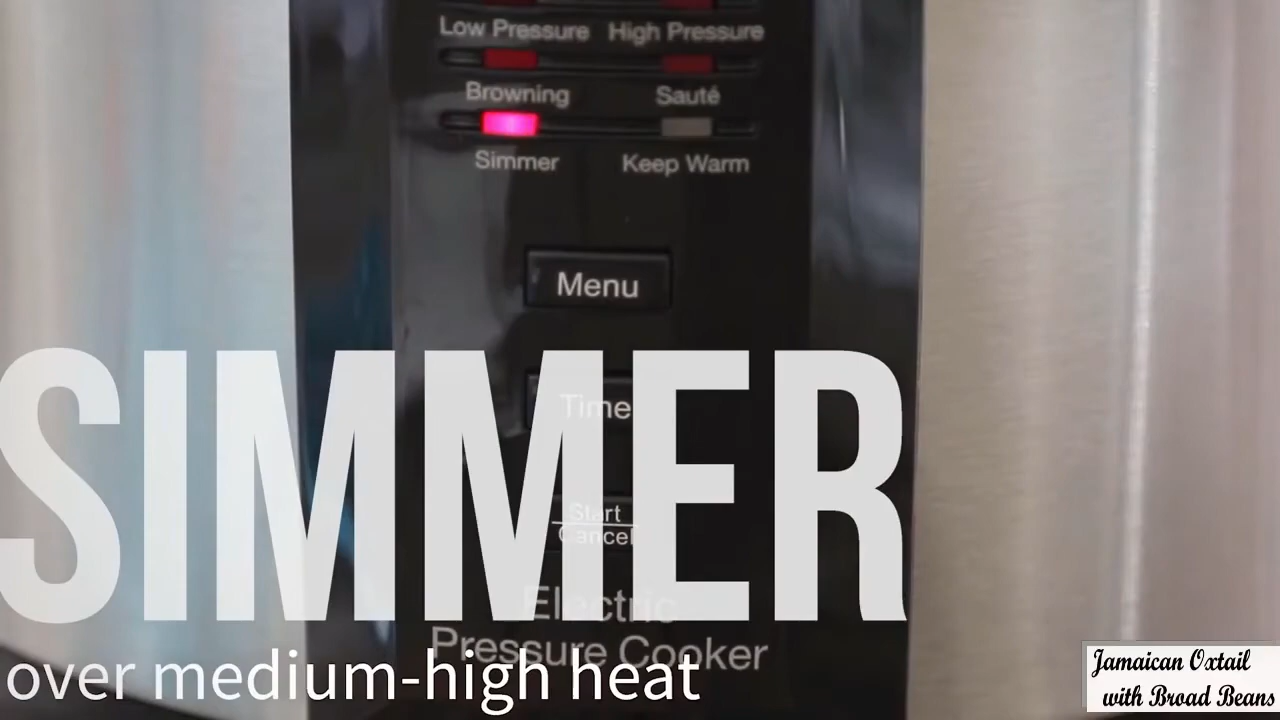 Low Pressure High Pressure
Browning Sauté
Simmer Keep Warm
Menu
Time
Start
Cancel
SIMMER
Electric
Pressure Cooker
over medium-high heat
Jamaican Oxtail
with Broad Beans